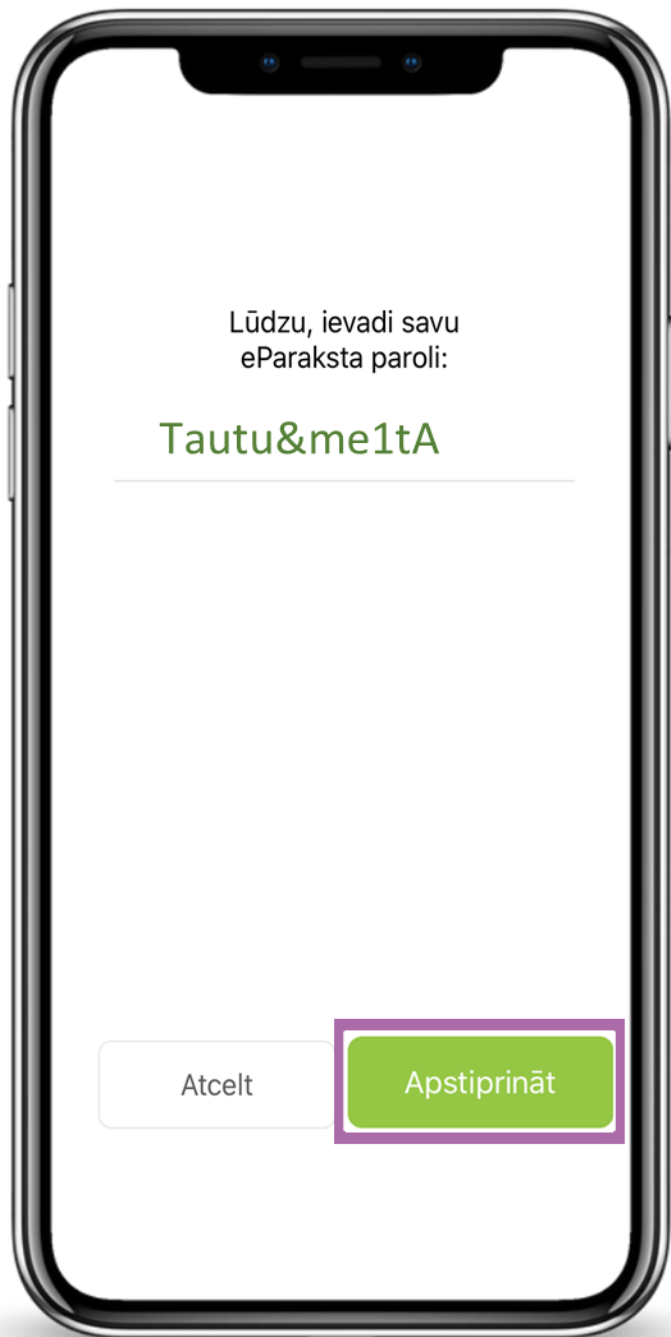 Lūdzu, ievadi savu
eParaksta paroli:
Tautu&me1tA
Atcelt
Apstiprināt